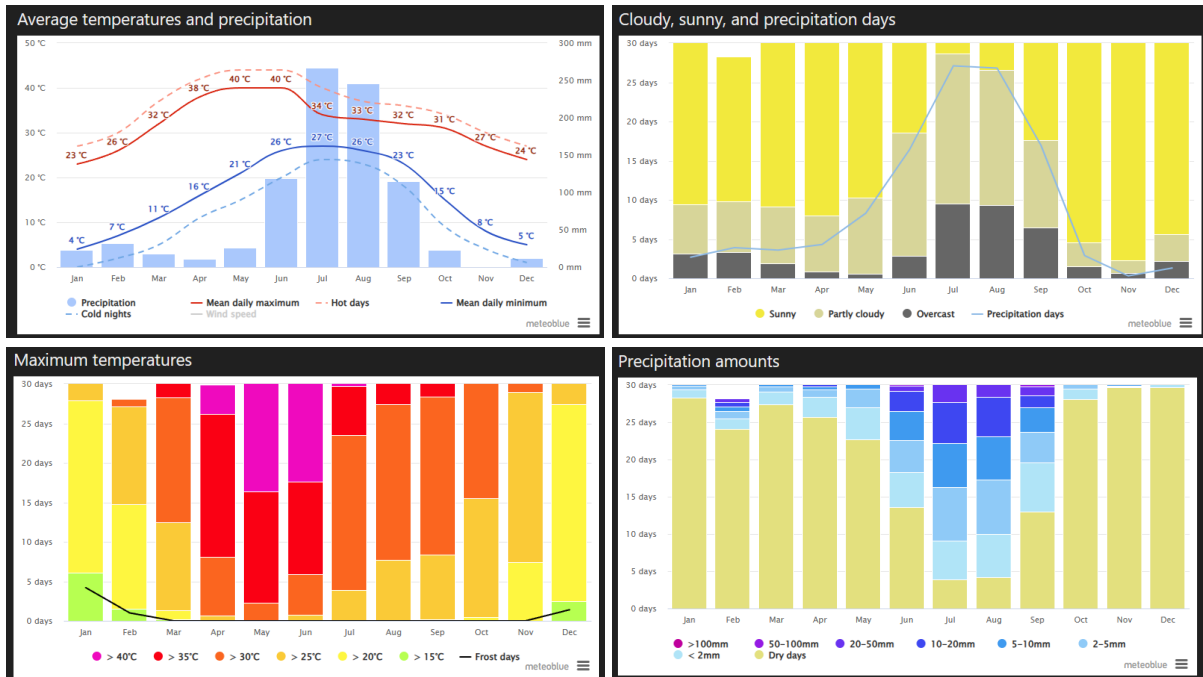 Average temperatures and precipitation
50 °C
40 °C
30 °C
20 °C
10 °C
0 °C
300 mm
250 mm
200 mm
150 mm
100 mm
50 mm
0 mm
23 °C
26 °C
32 °C
38 °C
40 °C
40 °C
34 °C
33 °C
32 °C
31 °C
27 °C
24 °C
4 °C
7 °C
11 °C
16 °C
21 °C
26 °C
27 °C
26 °C
23 °C
15 °C
8 °C
5 °C
Jan Feb Mar Apr May Jun Jul Aug Sep Oct Nov Dec
Precipitation Mean daily maximum Hot days Mean daily minimum
Cold nights Wind speed
meteoblue
Cloudy, sunny, and precipitation days
30 days
25 days
20 days
15 days
10 days
5 days
0 days
Jan Feb Mar Apr May Jun Jul Aug Sep Oct Nov Dec
Sunny Partly cloudy Overcast Precipitation days
meteoblue
Maximum temperatures
30 days
25 days
20 days
15 days
10 days
5 days
0 days
Jan Feb Mar Apr May Jun Jul Aug Sep Oct Nov Dec
> 40°C > 35°C > 30°C > 25°C > 20°C > 15°C Frost days
meteoblue
Precipitation amounts
30 days
25 days
20 days
15 days
10 days
5 days
0 days
Jan Feb Mar Apr May Jun Jul Aug Sep Oct Nov Dec
>100mm 50-100mm 20-50mm 10-20mm 5-10mm 2-5mm
< 2mm Dry days
meteoblue